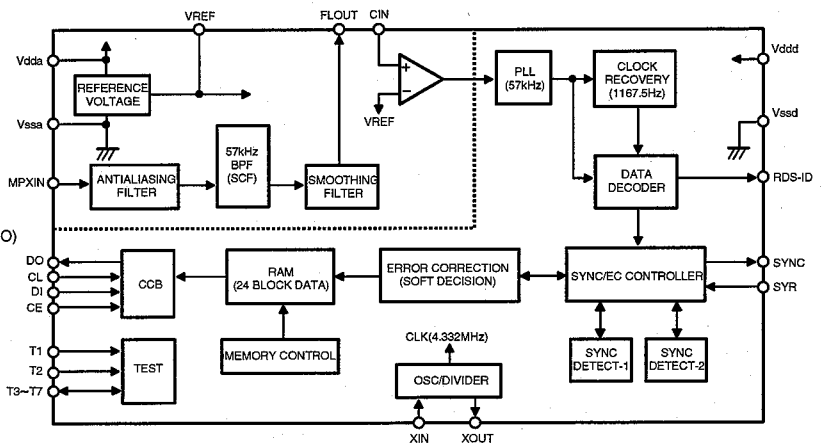 VREF
FLOUT
CIN
Vdda
REFERENCE
VOLTAGE
Vssa
MPXIN
ANTIALIASING
FILTER
57kHz
BPF
(SCF)
SMOOTHING
FILTER
+
−
VREF
PLL
(57kHz)
CLOCK
RECOVERY
(1167.5Hz)
Vddd
Vssd
DATA
DECODER
RDS-ID
O)
DO
CL
DI
CE
CCB
RAM
(24 BLOCK DATA)
ERROR CORRECTION
(SOFT DECISION)
SYNC/EC CONTROLLER
SYNC
SYR
MEMORY CONTROL
CLK(4.332MHz)
OSC/DIVIDER
SYNC
DETECT-1
SYNC
DETECT-2
T1
T2
T3~T7
TEST
XIN
XOUT